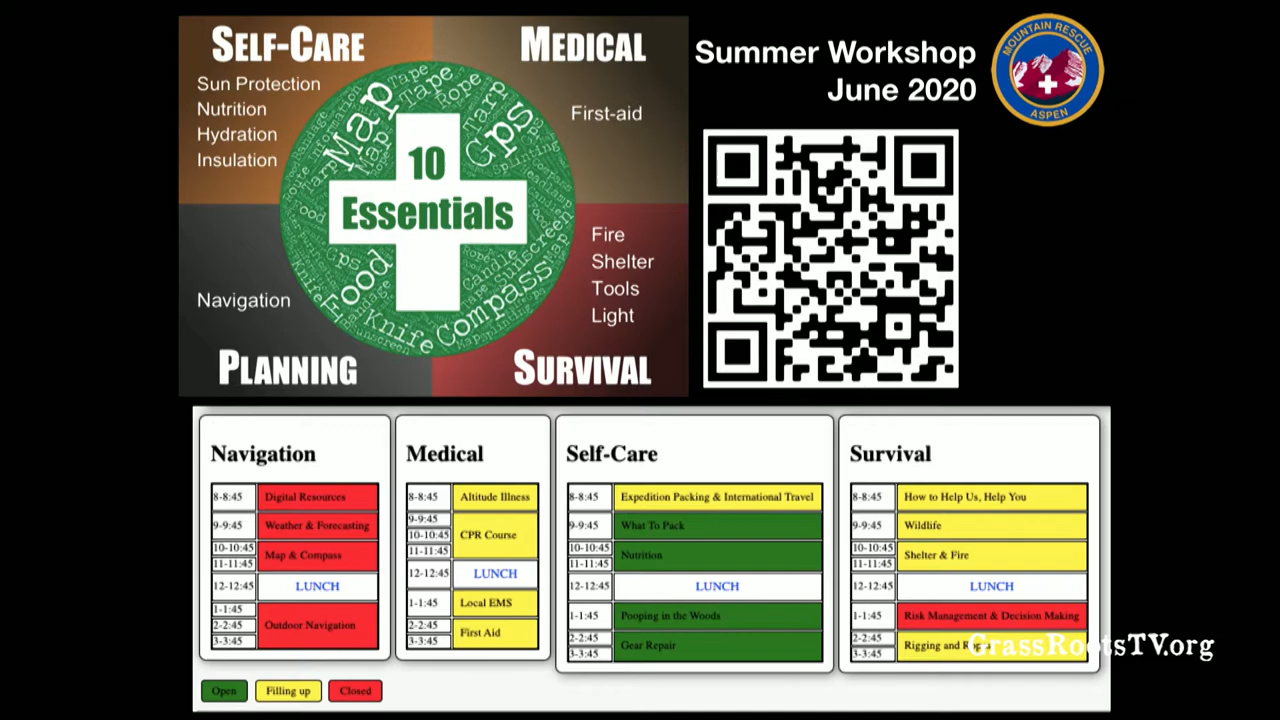 SELF-CARE
Sun Protection
Nutrition
Hydration
Insulation
MEDICAL
First-aid
Map
Tape
Tape
Rope
Tarp
Gps
Map
10
Essentials
Food
Knife
Compass
Candle
Sunscreen
Gps
Navigation
PLANNING
Fire
Shelter
Tools
Light
SURVIVAL
Summer Workshop
June 2020
MOUNTAIN RESCUE
ASPEN
Navigation
8-8:45 Digital Resources
9-9:45 Weather & Forecasting
10-10:45 Map & Compass
11-11:45
12-12:45 LUNCH
1-1:45 Outdoor Navigation
2-2:45
3-3:45
Medical
8-8:45 Altitude Illness
9-9:45 CPR Course
10-10:45
11-11:45
12-12:45 LUNCH
1-1:45 Local EMS
2-2:45 First Aid
3-3:45
Self-Care
8-8:45 Expedition Packing & International Travel
9-9:45 What To Pack
10-10:45 Nutrition
11-11:45
12-12:45 LUNCH
1-1:45 Pooping in the Woods
2-2:45 Gear Repair
3-3:45
Survival
8-8:45 How to Help Us, Help You
9-9:45 Wildlife
10-10:45 Shelter & Fire
11-11:45
12-12:45 LUNCH
1-1:45 Risk Management & Decision Making
2-2:45 Rigging and
3-3:45
GrassRootsTV.org
Open Filling up Closed